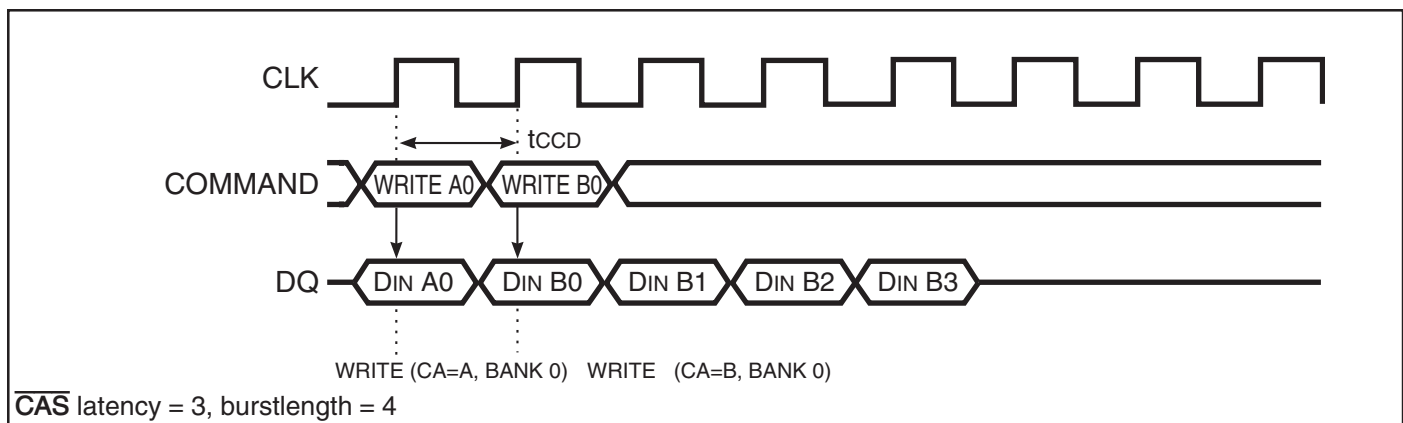 CLK
tCCD
COMMAND WRITE A0 WRITE B0
DQ DIN A0 DIN B0 DIN B1 DIN B2 DIN B3
WRITE (CA=A, BANK 0) WRITE (CA=B, BANK 0)
CAS latency = 3, burstlength = 4